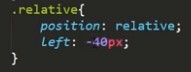 .relative{
    position: relative;
    left: -40px;
}